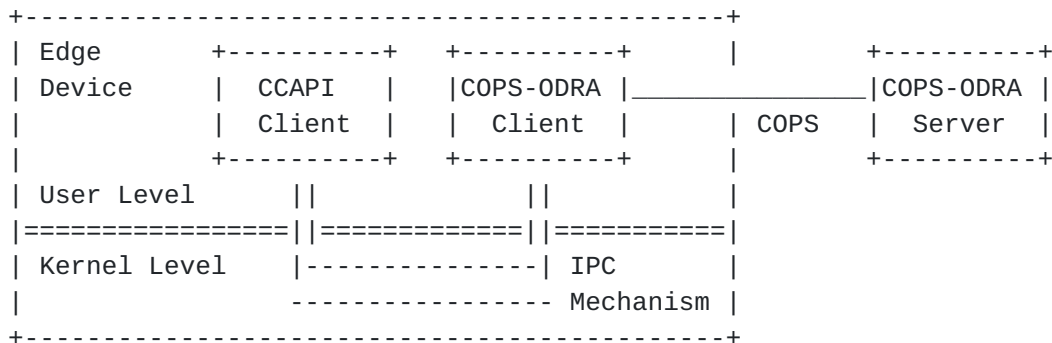 Edge
Device CCAPI COPS-ODRA COPS-ODRA
Client Client COPS Server
User Level
Kernel Level IPC
Mechanism